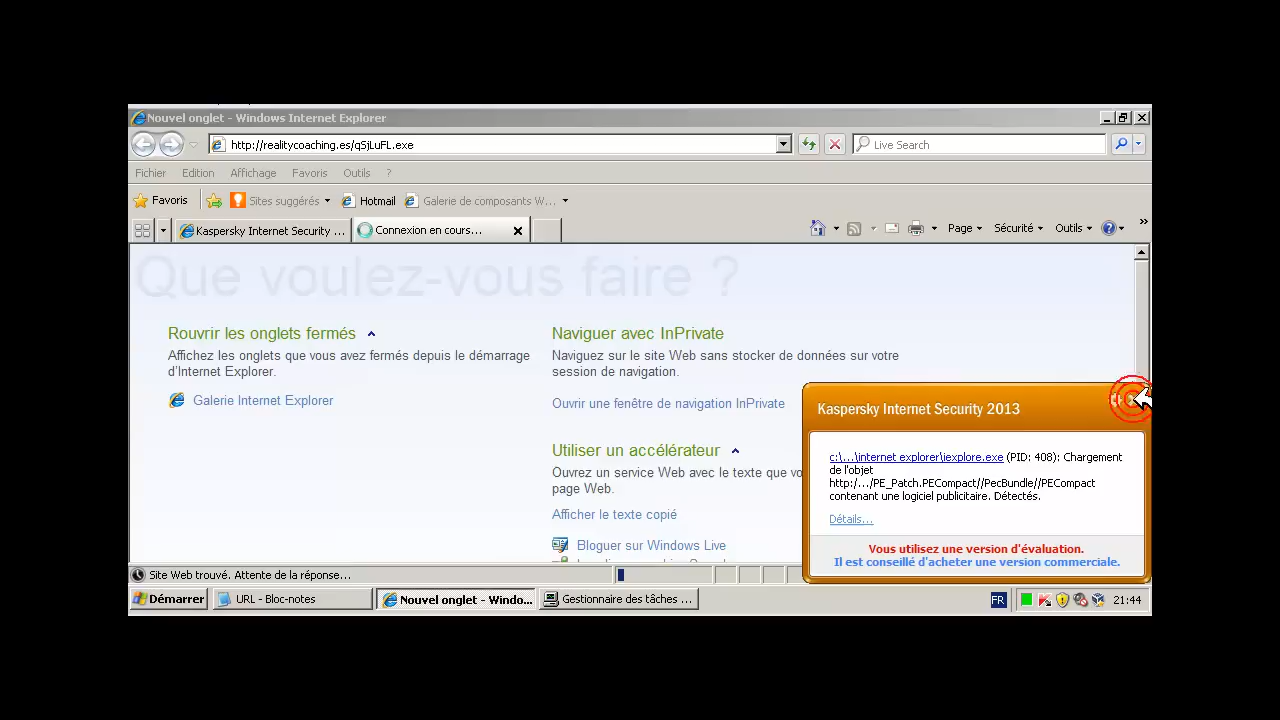 Nouvel onglet - Windows Internet Explorer
http://realitycoaching.es/q5jLuFL.exe
Live Search
Fichier Edition Affichage Favoris Outils ?
Favoris Sites suggérés Hotmail Galerie de composants W...
Kaspersky Internet Security ... Connexion en cours... Page Sécurité Outils »
Que voulez-vous faire ?
Rouvrir les onglets fermés
Affichez les onglets que vous avez fermés depuis le démarrage
d'Internet Explorer.
Galerie Internet Explorer
Naviguer avec InPrivate
Naviguez sur le site Web sans stocker de données sur votre
session de navigation.
Ouvrir une fenêtre de navigation InPrivate
Utiliser un accélérateur
Ouvrez un service Web avec le texte que vo
page Web.
Afficher le texte copié
Bloguer sur Windows Live
Kaspersky Internet Security 2013
c:\...\internet explorer\iexplore.exe (PID: 408): Chargement
de l'objet
http:/.../PE_Patch.PECompact//PecBundle//PECompact
contenant une logiciel publicitaire. Détectés.
Détails...
Vous utilisez une version d'évaluation.
Il est conseillé d'acheter une version commerciale.
Site Web trouvé. Attente de la réponse...
Démarrer URL - Bloc-notes Nouvel onglet - Windo... Gestionnaire des tâches ... FR 21:44